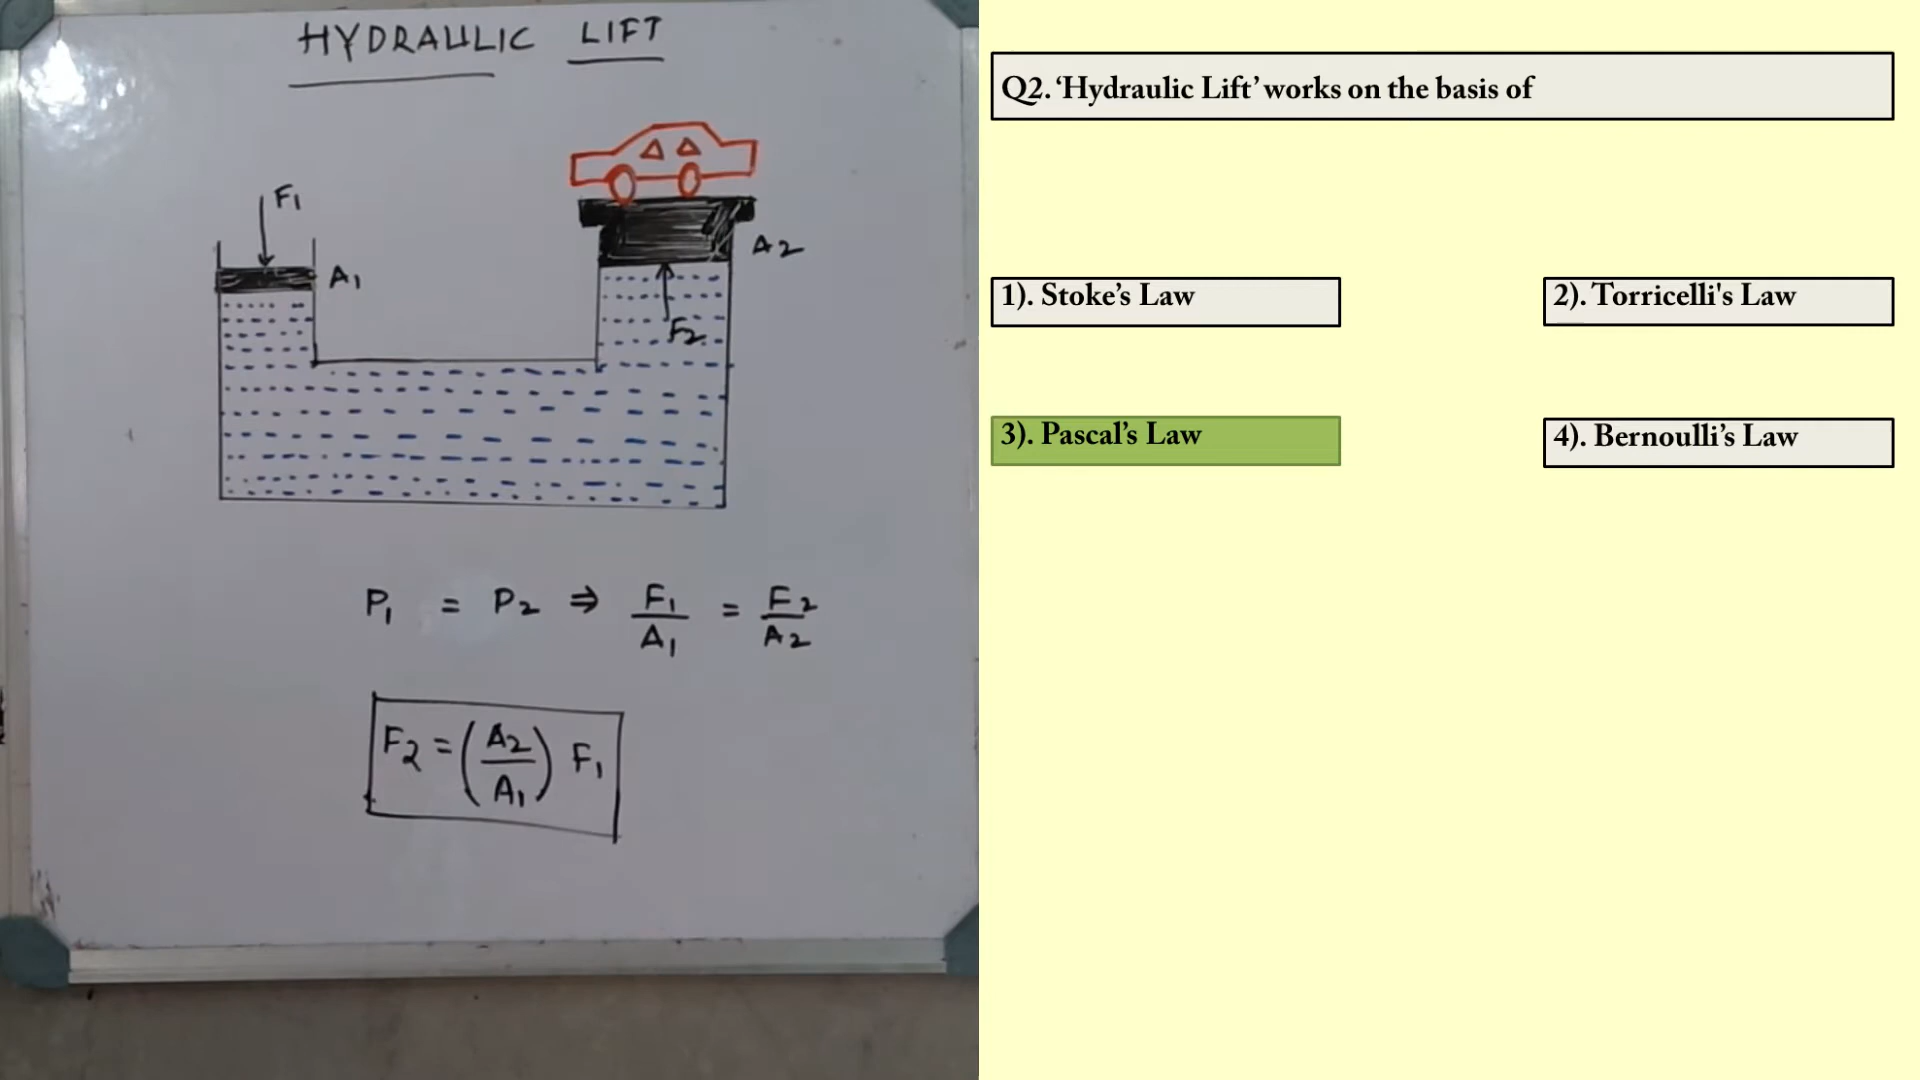 HYDRAULIC LIFT
F1
A1
A2
F2
P1 = P2 ⇒ F1/A1 = F2/A2
F2 = (A2/A1) F1
Q2. ‘Hydraulic Lift’ works on the basis of
1). Stoke’s Law
2). Torricelli's Law
3). Pascal’s Law
4). Bernoulli’s Law